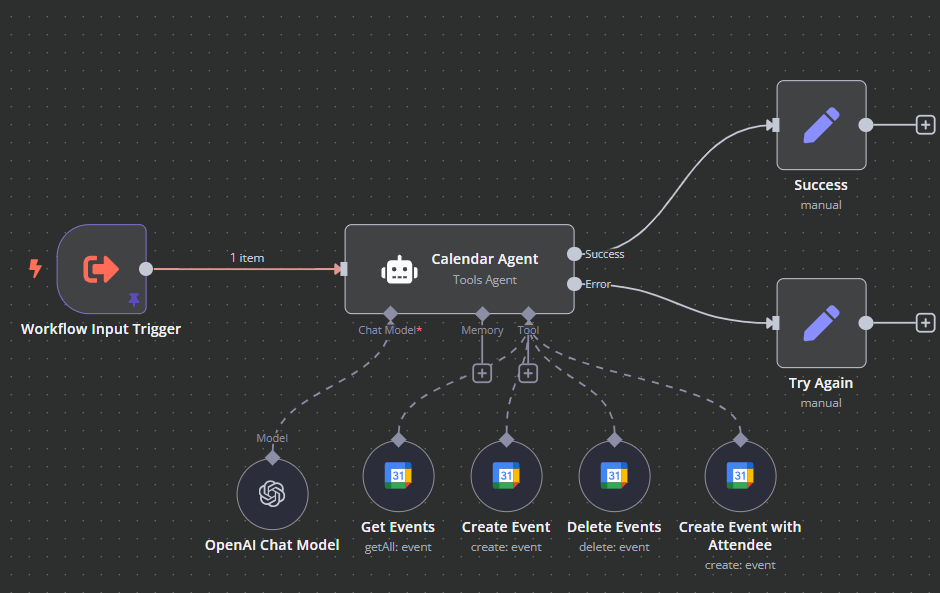 Success
manual
1 item
Calendar Agent
Tools Agent
Success
Error
Workflow Input Trigger
Chat Model*
Memory
Tool
Try Again
manual
Model
31
31
31
31
OpenAI Chat Model
Get Events
getAll: event
Create Event
create: event
Delete Events
delete: event
Create Event with
Attendee
create: event